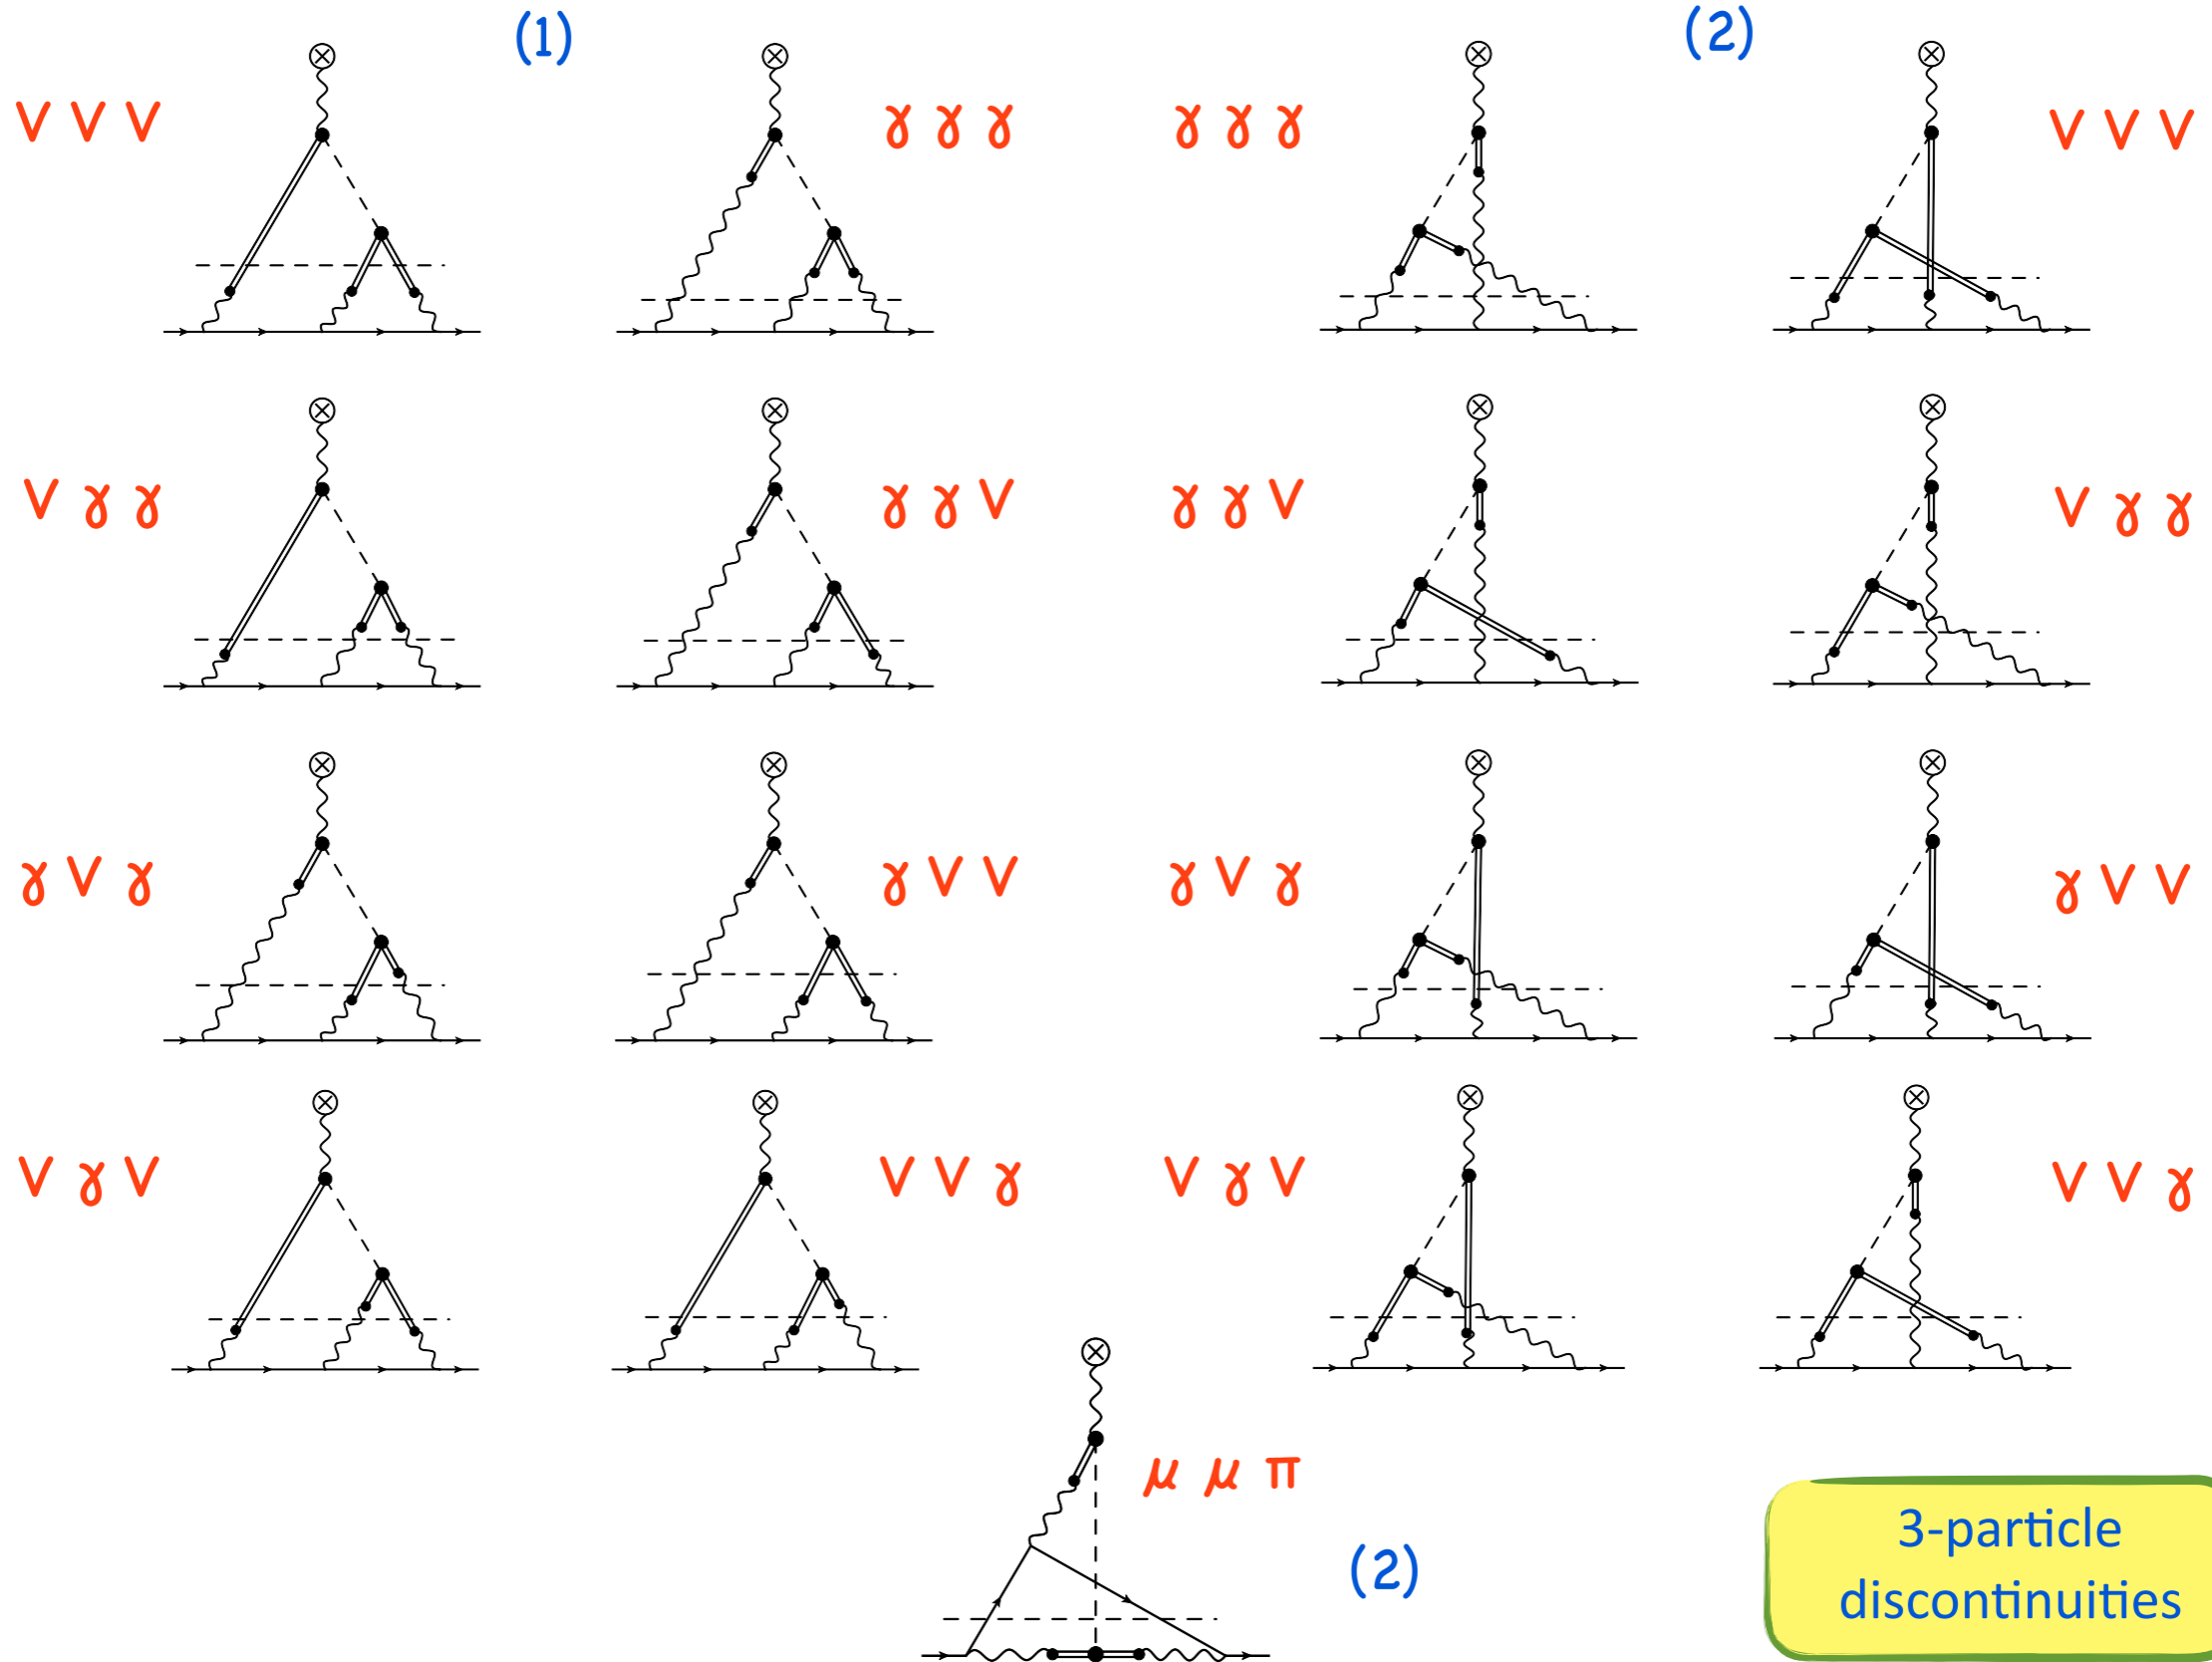 (1)
(2)
V V V
γ γ γ
γ γ γ
V V V
V γ γ
γ γ V
γ γ V
V γ γ
γ V γ
γ V V
γ V γ
γ V V
V γ V
V V γ
V γ V
V V γ
μ μ π
(2)
3-particle
discontinuities